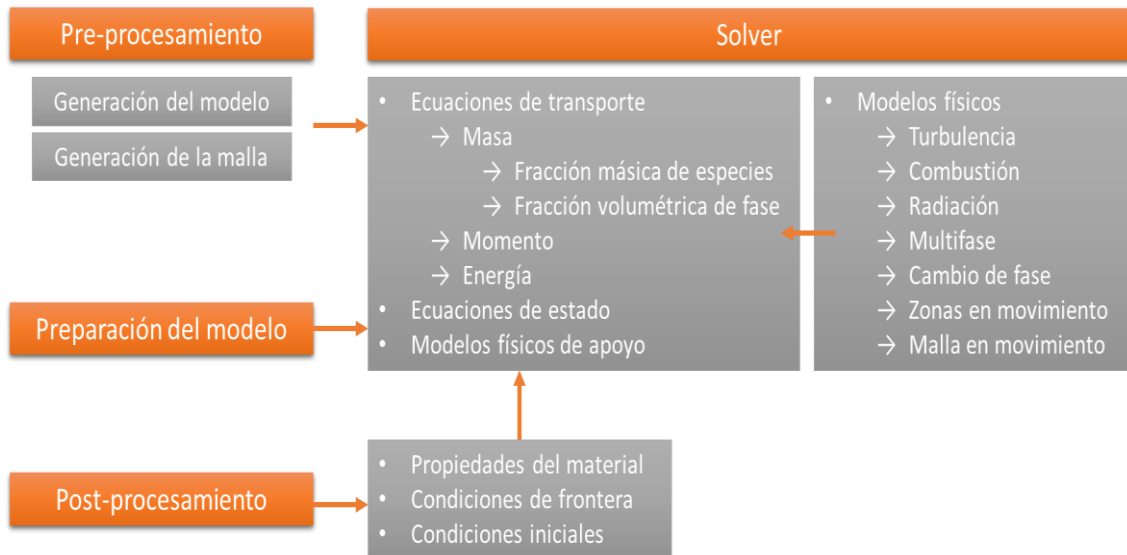 Pre-procesamiento
Generación del modelo
Generación de la malla
Preparación del modelo
Post-procesamiento
Solver
• Ecuaciones de transporte
→ Masa
→ Fracción másica de especies
→ Fracción volumétrica de fase
→ Momento
→ Energía
• Ecuaciones de estado
• Modelos físicos de apoyo
• Modelos físicos
→ Turbulencia
→ Combustión
→ Radiación
→ Multifase
→ Cambio de fase
→ Zonas en movimiento
→ Malla en movimiento
• Propiedades del material
• Condiciones de frontera
• Condiciones iniciales